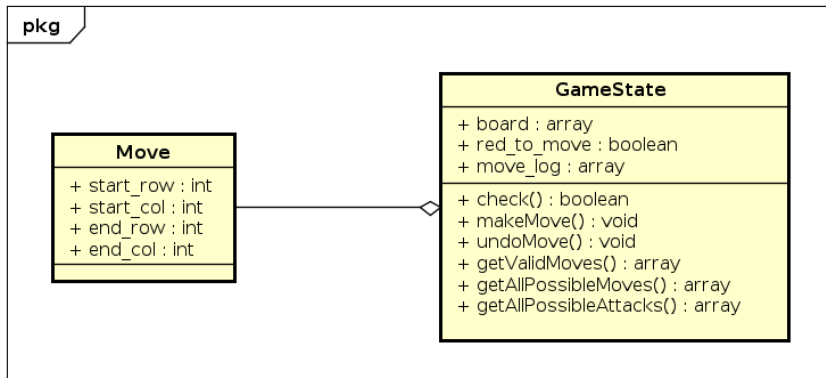 pkg
Move
+ start_row : int
+ start_col : int
+ end_row : int
+ end_col : int
GameState
+ board : array
+ red_to_move : boolean
+ move_log : array
+ check() : boolean
+ makeMove() : void
+ undoMove() : void
+ getValidMoves() : array
+ getAllPossibleMoves() : array
+ getAllPossibleAttacks() : array